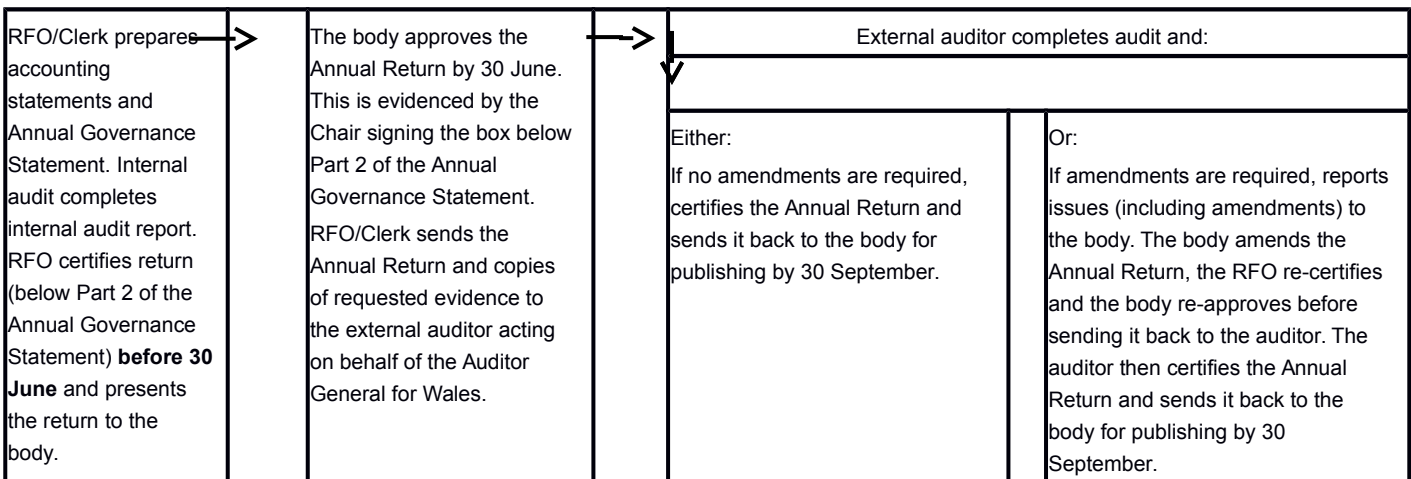 RFO/Clerk prepares
accounting
statements and
Annual Governance
Statement. Internal
audit completes
internal audit report.
RFO certifies return
(below Part 2 of the
Annual Governance
Statement) before 30
June and presents
the return to the
body.
The body approves the
Annual Return by 30 June.
This is evidenced by the
Chair signing the box below
Part 2 of the Annual
Governance Statement.
RFO/Clerk sends the
Annual Return and copies
of requested evidence to
the external auditor acting
on behalf of the Auditor
General for Wales.
External auditor completes audit and:
Either:
If no amendments are required,
certifies the Annual Return and
sends it back to the body for
publishing by 30 September.
Or:
If amendments are required, reports
issues (including amendments) to
the body. The body amends the
Annual Return, the RFO re-certifies
and the body re-approves before
sending it back to the auditor. The
auditor then certifies the Annual
Return and sends it back to the
body for publishing by 30
September.